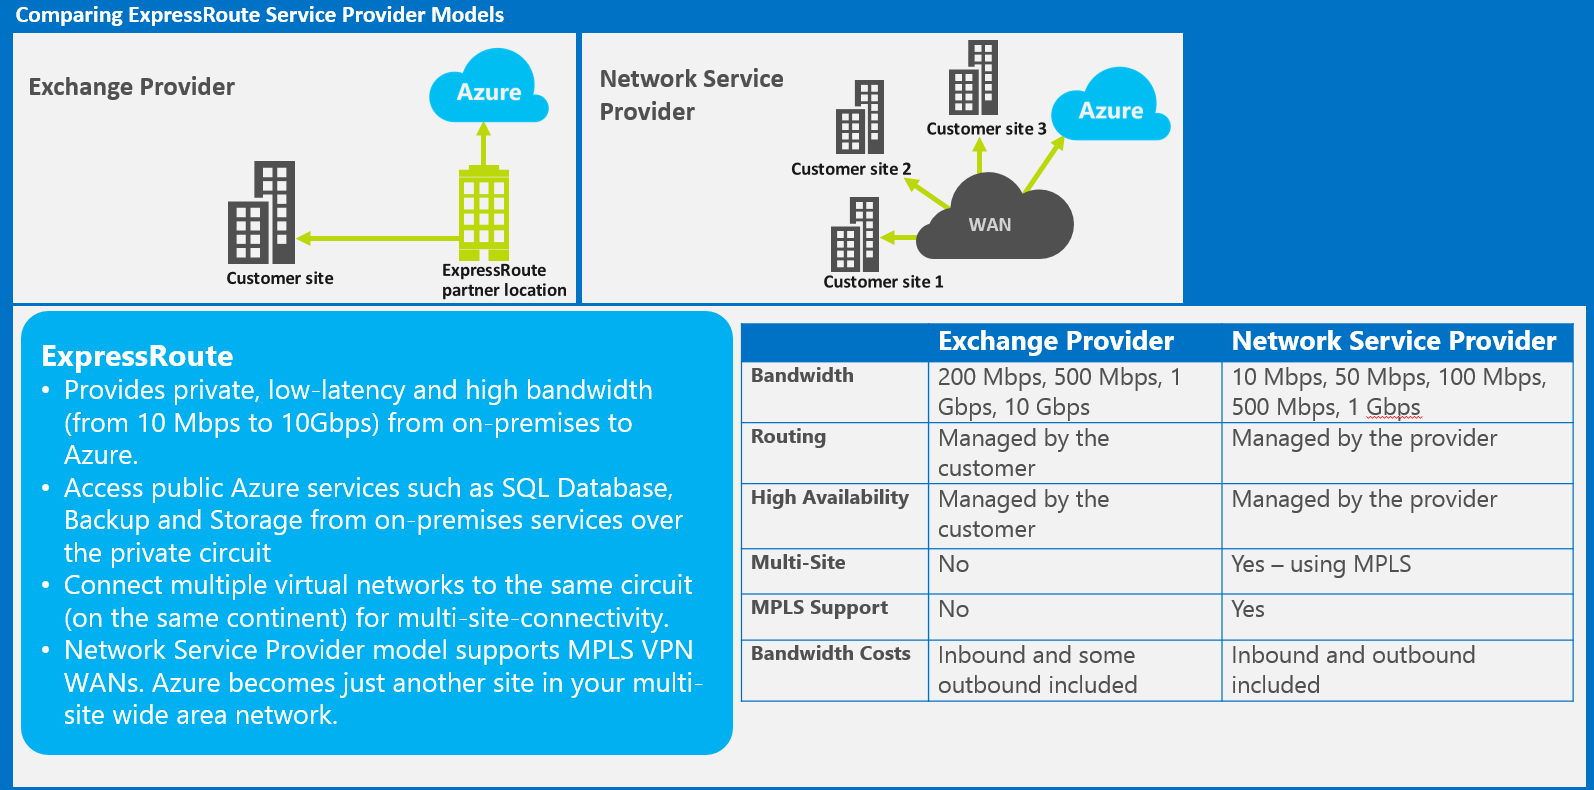 Comparing ExpressRoute Service Provider Models
Exchange Provider
Azure
Customer site
ExpressRoute
partner location
Network Service
Provider
Customer site 3
Azure
Customer site 2
WAN
Customer site 1
ExpressRoute
• Provides private, low-latency and high bandwidth
(from 10 Mbps to 10Gbps) from on-premises to
Azure.
• Access public Azure services such as SQL Database,
Backup and Storage from on-premises services over
the private circuit
• Connect multiple virtual networks to the same circuit
(on the same continent) for multi-site-connectivity.
• Network Service Provider model supports MPLS VPN
WANs. Azure becomes just another site in your multi-
site wide area network.
Exchange Provider Network Service Provider
Bandwidth 200 Mbps, 500 Mbps, 1 10 Mbps, 50 Mbps, 100 Mbps,
Gbps, 10 Gbps 500 Mbps, 1 Gbps
Routing Managed by the Managed by the provider
customer
High Availability Managed by the Managed by the provider
customer
Multi-Site No Yes – using MPLS
MPLS Support No Yes
Bandwidth Costs Inbound and some Inbound and outbound
outbound included included